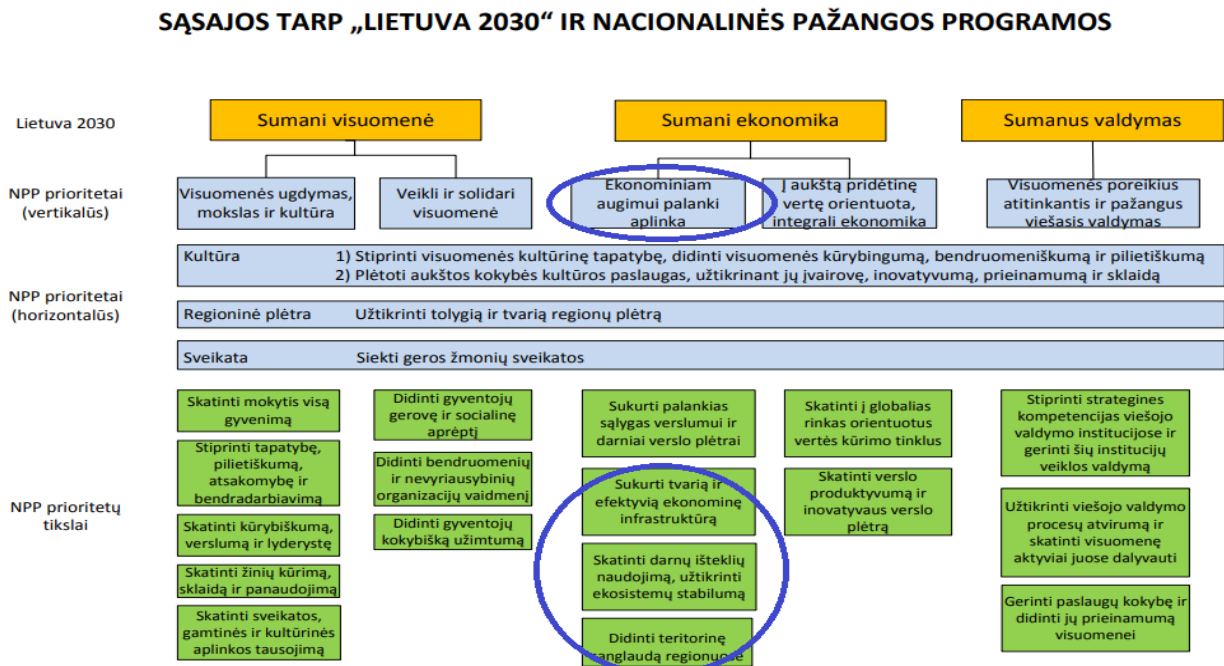 SĄSAJOS TARP „LIETUVA 2030“ IR NACIONALINĖS PAŽANGOS PROGRAMOS
Lietuva 2030
Sumani visuomenė
Sumani ekonomika
Sumanus valdymas
NPP prioritetai
(vertikalūs)
Visuomenės ugdymas,
mokslas ir kultūra
Veikli ir solidari
visuomenė
Ekonominiam
augimui palanki
aplinka
Į aukštą pridėtinę
vertę orientuota,
integrali ekonomika
Visuomenės poreikius
atitinkantis ir pažangus
viešasis valdymas
NPP prioritetai
(horizontalūs)
Kultūra 1) Stiprinti visuomenės kultūrinę tapatybę, didinti visuomenės kūrybingumą, bendruomeniškumą ir pilietiškumą
2) Plėtoti aukštos kokybės kultūros paslaugas, užtikrinant jų įvairovę, inovatyvumą, prieinamumą ir sklaidą
Regioninė plėtra Užtikrinti tolygią ir tvarią regionų plėtrą
Sveikata Siekti geros žmonių sveikatos
NPP prioritetų
tikslai
Skatinti mokytis visą
gyvenimą
Stiprinti tapatybę,
pilietiškumą,
atsakomybę ir
bendradarbiavimą
Skatinti kūrybiškumą,
verslumą ir lyderystę
Skatinti žinių kūrimą,
sklaidą ir panaudojimą
Skatinti sveikatos,
gamtinės ir kultūrinės
aplinkos tausojimą
Didinti gyventojų
gerovę ir socialinę
aprėptį
Didinti bendruomenių
ir nevyriausybinių
organizacijų vaidmenį
Didinti gyventojų
kokybišką užimtumą
Sukurti palankias
sąlygas verslumui ir
darniai verslo plėtrai
Sukurti tvarią ir
efektyvią ekonominę
infrastruktūrą
Skatinti darnų išteklių
naudojimą, užtikrinti
ekosistemų stabilumą
Didinti teritorinę
sanglaudą regionuose
Skatinti į globalias
rinkas orientuotus
vertės kūrimo tinklus
Skatinti verslo
produktyvumą ir
inovatyvaus verslo
plėtrą
Stiprinti strategines
kompetencijas viešojo
valdymo institucijose ir
gerinti šių institucijų
veiklos valdymą
Užtikrinti viešojo valdymo
procesų atvirumą ir
skatinti visuomenę
aktyviai juose dalyvauti
Gerinti paslaugų kokybę ir
didinti jų prieinamumą
visuomenei